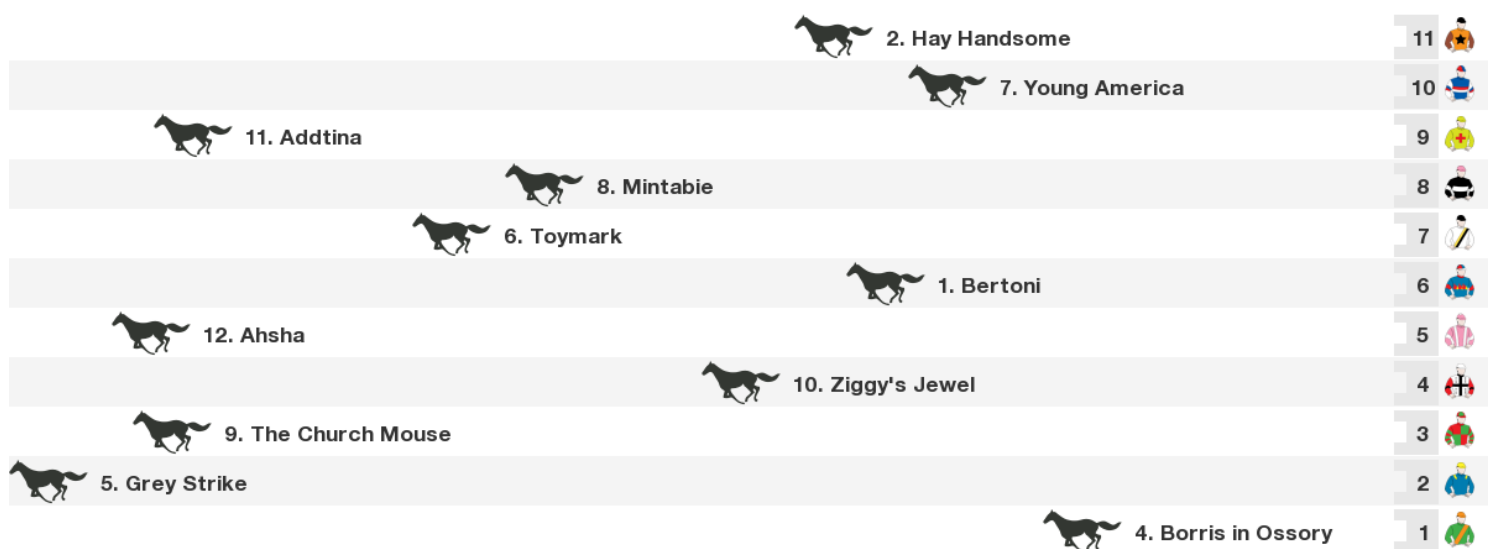 2. Hay Handsome 11
7. Young America 10
11. Addtina 9
8. Mintabie 8
6. Toymark 7
1. Bertoni 6
12. Ahsha 5
10. Ziggy's Jewel 4
9. The Church Mouse 3
5. Grey Strike 2
4. Borris in Ossory 1